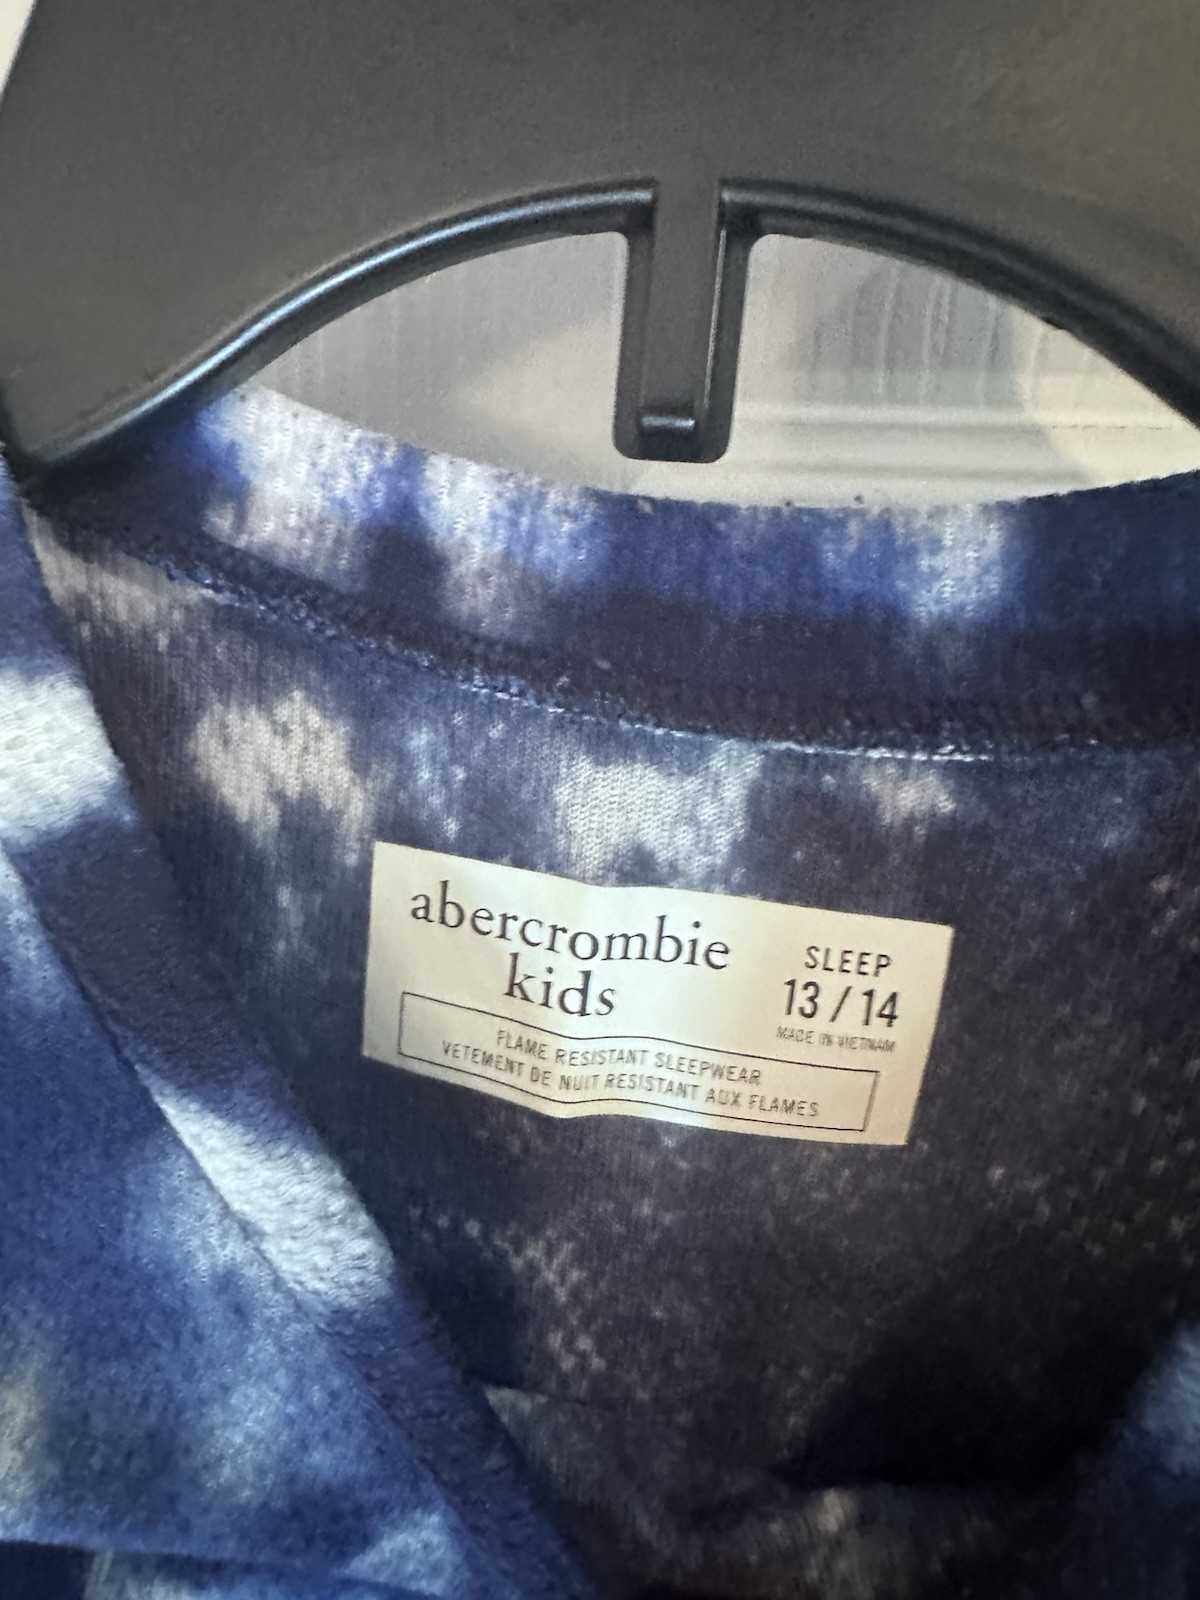 abercrombie
kids
SLEEP
13 / 14
MADE IN VIETNAM
FLAME RESISTANT SLEEPWEAR
VETEMENT DE NUIT RESISTANT AUX FLAMES